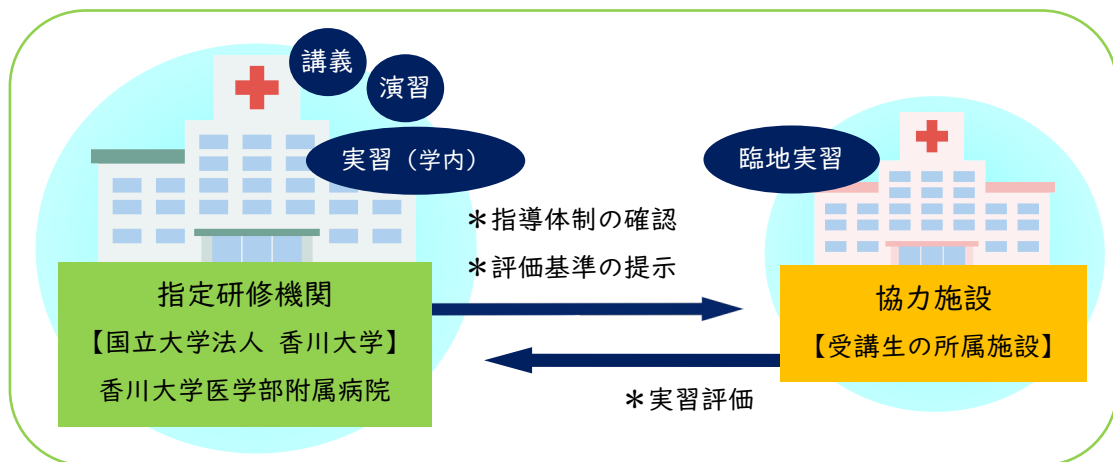 講義
演習
実習（学内）
臨地実習
＊指導体制の確認
＊評価基準の提示
指定研修機関
【国立大学法人 香川大学】
香川大学医学部附属病院
協力施設
【受講生の所属施設】
＊実習評価